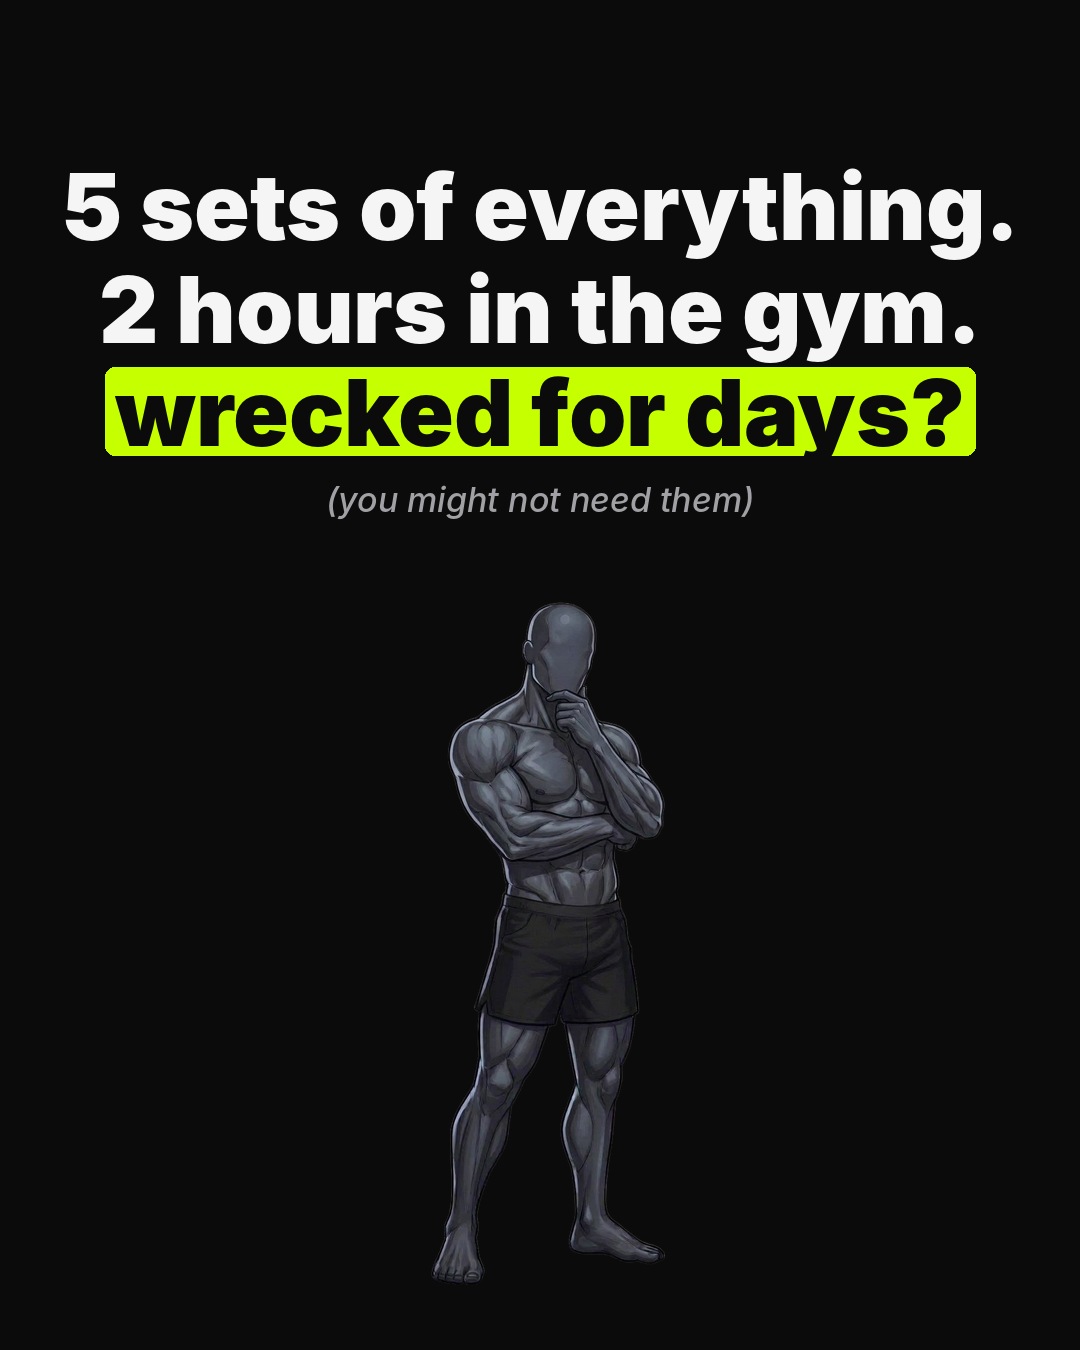 5 sets of everything.
2 hours in the gym.
wrecked for days?
(you might not need them)